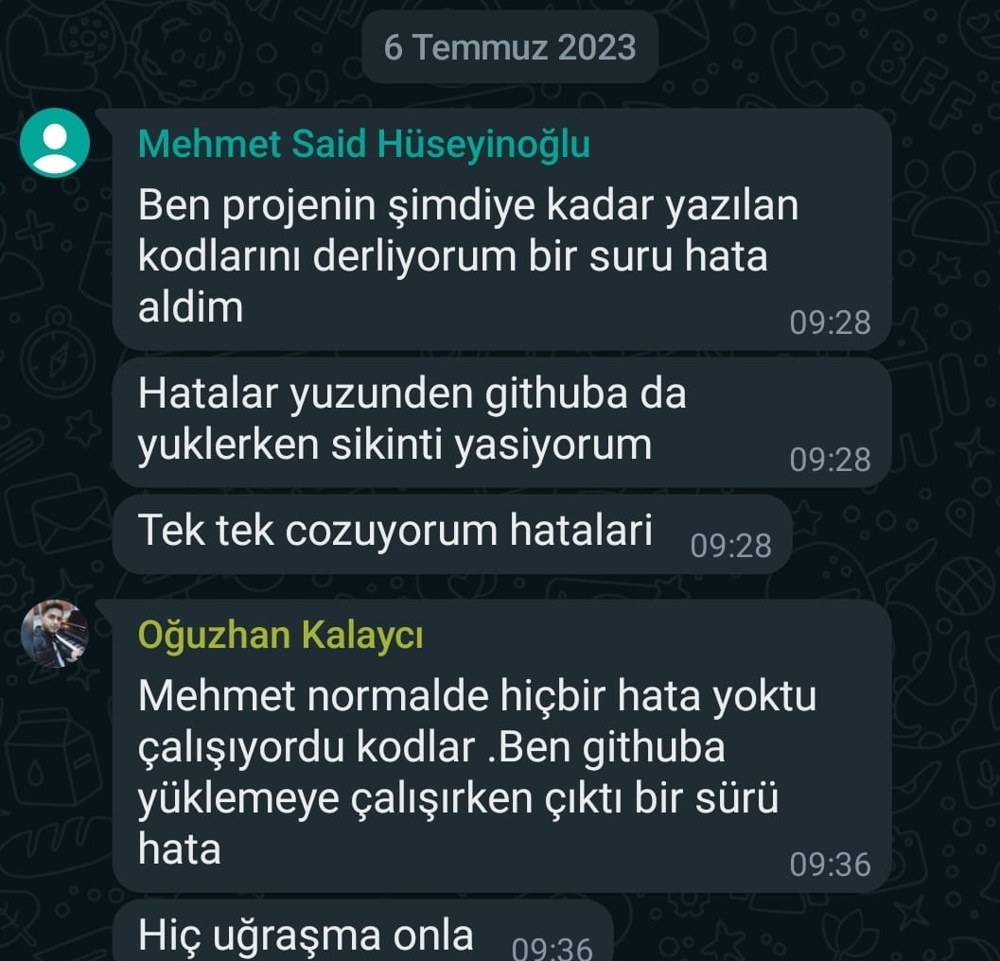 6 Temmuz 2023
Mehmet Said Hüseyinoğlu
Ben projenin şimdiye kadar yazılan
kodlarını derliyorum bir suru hata
aldim
09:28
Hatalar yuzunden githuba da
yuklerken sikinti yasiyorum
09:28
Tek tek cozuyorum hatalari
09:28
Oğuzhan Kalaycı
Mehmet normalde hiçbir hata yoktu
çalışıyordu kodlar .Ben githuba
yüklemeye çalışırken çıktı bir sürü
hata
09:36
Hiç uğraşma onla
09:36